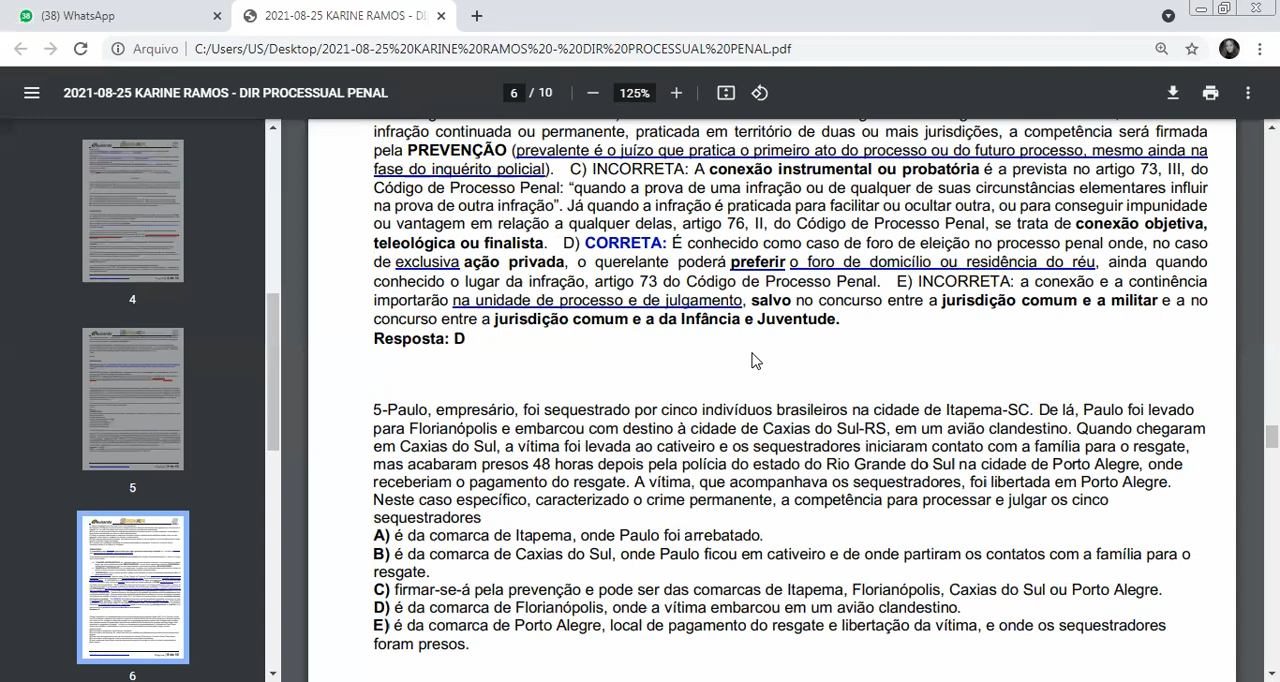 (38) WhatsApp
2021-08-25 KARINE RAMOS - DI
Arquivo
C:/Users/US/Desktop/2021-08-25%20KARINE%20RAMOS%20-%20DIR%20PROCESSUAL%20PENAL.pdf
2021-08-25 KARINE RAMOS - DIR PROCESSUAL PENAL
6 / 10
125%
infração continuada ou permanente, praticada em território de duas ou mais jurisdições, a competência será firmada
pela PREVENÇÃO (prevalente é o juízo que pratica o primeiro ato do processo ou do futuro processo, mesmo ainda na
fase do inquérito policial). C) INCORRETA: A conexão instrumental ou probatória é a prevista no artigo 73, III, do
Código de Processo Penal: “quando a prova de uma infração ou de qualquer de suas circunstâncias elementares influir
na prova de outra infração”. Já quando a infração é praticada para facilitar ou ocultar outra, ou para conseguir impunidade
ou vantagem em relação a qualquer delas, artigo 76, II, do Código de Processo Penal, se trata de conexão objetiva,
teleológica ou finalista. D) CORRETA: É conhecido como caso de foro de eleição no processo penal onde, no caso
de exclusiva ação privada, o querelante poderá preferir o foro de domicílio ou residência do réu, ainda quando
conhecido o lugar da infração, artigo 73 do Código de Processo Penal. E) INCORRETA: a conexão e a continência
importarão na unidade de processo e de julgamento, salvo no concurso entre a jurisdição comum e a militar e a no
concurso entre a jurisdição comum e a da Infância e Juventude.
Resposta: D
5-Paulo, empresário, foi sequestrado por cinco indivíduos brasileiros na cidade de Itapema-SC. De lá, Paulo foi levado
para Florianópolis e embarcou com destino à cidade de Caxias do Sul-RS, em um avião clandestino. Quando chegaram
em Caxias do Sul, a vítima foi levada ao cativeiro e os sequestradores iniciaram contato com a família para o resgate,
mas acabaram presos 48 horas depois pela polícia do estado do Rio Grande do Sul na cidade de Porto Alegre, onde
receberiam o pagamento do resgate. A vítima, que acompanhava os sequestradores, foi libertada em Porto Alegre.
Neste caso específico, caracterizado o crime permanente, a competência para processar e julgar os cinco
sequestradores
A) é da comarca de Itapema, onde Paulo foi arrebatado.
B) é da comarca de Caxias do Sul, onde Paulo ficou em cativeiro e de onde partiram os contatos com a família para o
resgate.
C) firmar-se-á pela prevenção e pode ser das comarcas de Itapema, Florianópolis, Caxias do Sul ou Porto Alegre.
D) é da comarca de Florianópolis, onde a vítima embarcou em um avião clandestino.
E) é da comarca de Porto Alegre, local de pagamento do resgate e libertação da vítima, e onde os sequestradores
foram presos.
4
5
6